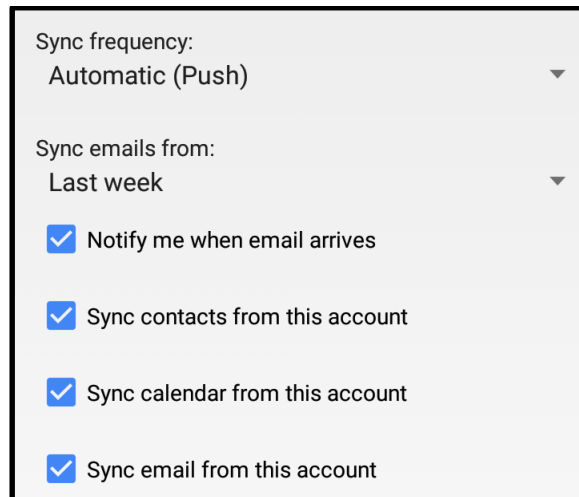 Sync frequency:
Automatic (Push)
Sync emails from:
Last week
Notify me when email arrives
Sync contacts from this account
Sync calendar from this account
Sync email from this account